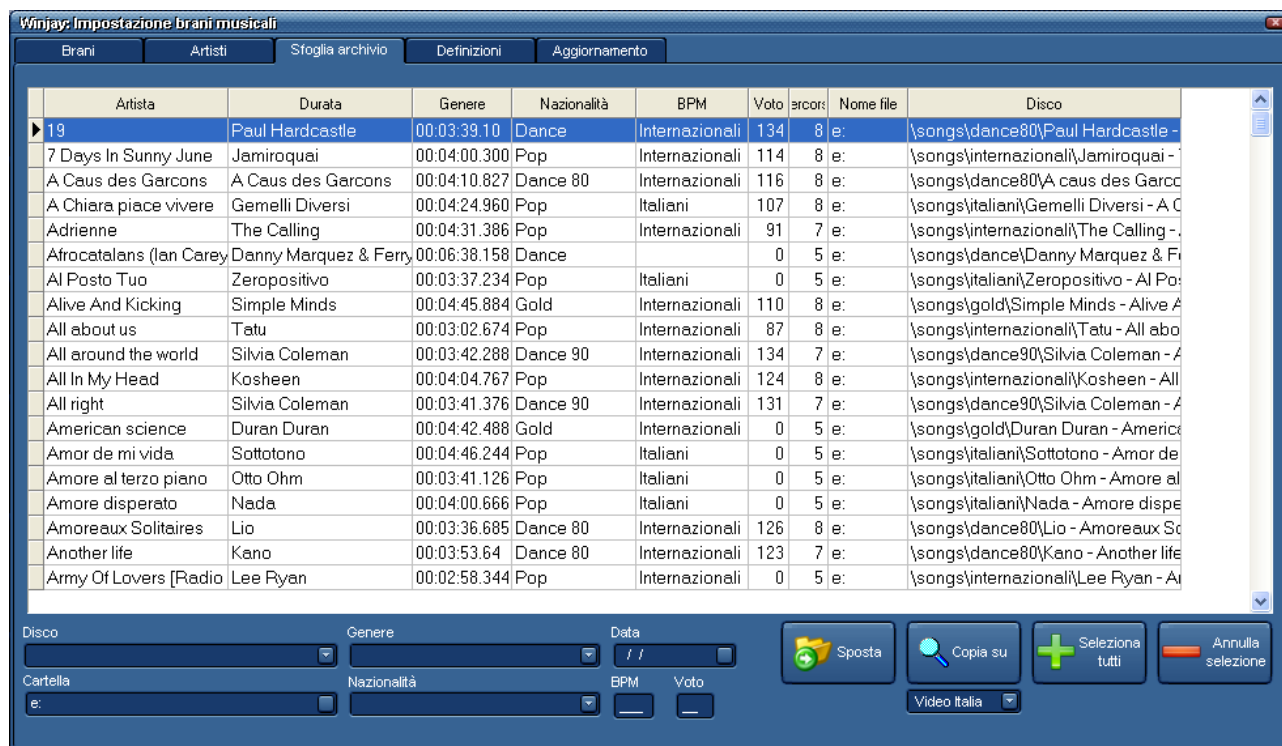 Winjay: Impostazione brani musicali
Brani Artisti Sfoglia archivio Definizioni Aggiornamento
Artista Durata Genere Nazionalità BPM Voto ercors Nome file Disco
19 Paul Hardcastle 00:03:39.10 Dance Internazionali 134 8 e: \songs\dance80\Paul Hardcastle -
7 Days In Sunny June Jamiroquai 00:04:00.300 Pop Internazionali 114 8 e: \songs\internazionali\Jamiroquai -
A Caus des Garcons A Caus des Garcons 00:04:10.827 Dance 80 Internazionali 116 8 e: \songs\dance80\A caus des Garco
A Chiara piace vivere Gemelli Diversi 00:04:24.960 Pop Italiani 107 8 e: \songs\italiani\Gemelli Diversi - A C
Adrienne The Calling 00:04:31.386 Pop Internazionali 91 7 e: \songs\internazionali\The Calling -
Afrocatalans (Ian Carey Danny Marquez & Ferry 00:06:38.158 Dance 0 5 e: \songs\dance\Danny Marquez & F
Al Posto Tuo Zeropositivo 00:03:37.234 Pop Italiani 0 5 e: \songs\italiani\Zeropositivo - Al Pos
Alive And Kicking Simple Minds 00:04:45.884 Gold Internazionali 110 8 e: \songs\gold\Simple Minds - Alive A
All about us Tatu 00:03:02.674 Pop Internazionali 87 8 e: \songs\internazionali\Tatu - All abo
All around the world Silvia Coleman 00:03:42.288 Dance 90 Internazionali 134 7 e: \songs\dance90\Silvia Coleman - A
All In My Head Kosheen 00:04:04.767 Pop Internazionali 124 8 e: \songs\internazionali\Kosheen - All
All right Silvia Coleman 00:03:41.376 Dance 90 Internazionali 131 7 e: \songs\dance90\Silvia Coleman - A
American science Duran Duran 00:04:42.488 Gold Internazionali 0 5 e: \songs\gold\Duran Duran - America
Amor de mi vida Sottotono 00:04:46.244 Pop Italiani 0 5 e: \songs\italiani\Sottotono - Amor de
Amore al terzo piano Otto Ohm 00:03:41.126 Pop Italiani 0 5 e: \songs\italiani\Otto Ohm - Amore al
Amore disperato Nada 00:04:00.666 Pop Italiani 0 5 e: \songs\italiani\Nada - Amore dispe
Amoreaux Solitaires Lio 00:03:36.685 Dance 80 Internazionali 126 8 e: \songs\dance80\Lio - Amoreaux So
Another life Kano 00:03:53.64 Dance 80 Internazionali 123 7 e: \songs\dance80\Kano - Another life
Army Of Lovers [Radio Lee Ryan 00:02:58.344 Pop Internazionali 0 5 e: \songs\internazionali\Lee Ryan - A
Disco Genere Data
/ / Sposta Copia su Seleziona tutti Annulla selezione
Cartella Nazionalità BPM Voto
e: ___ __ Video Italia